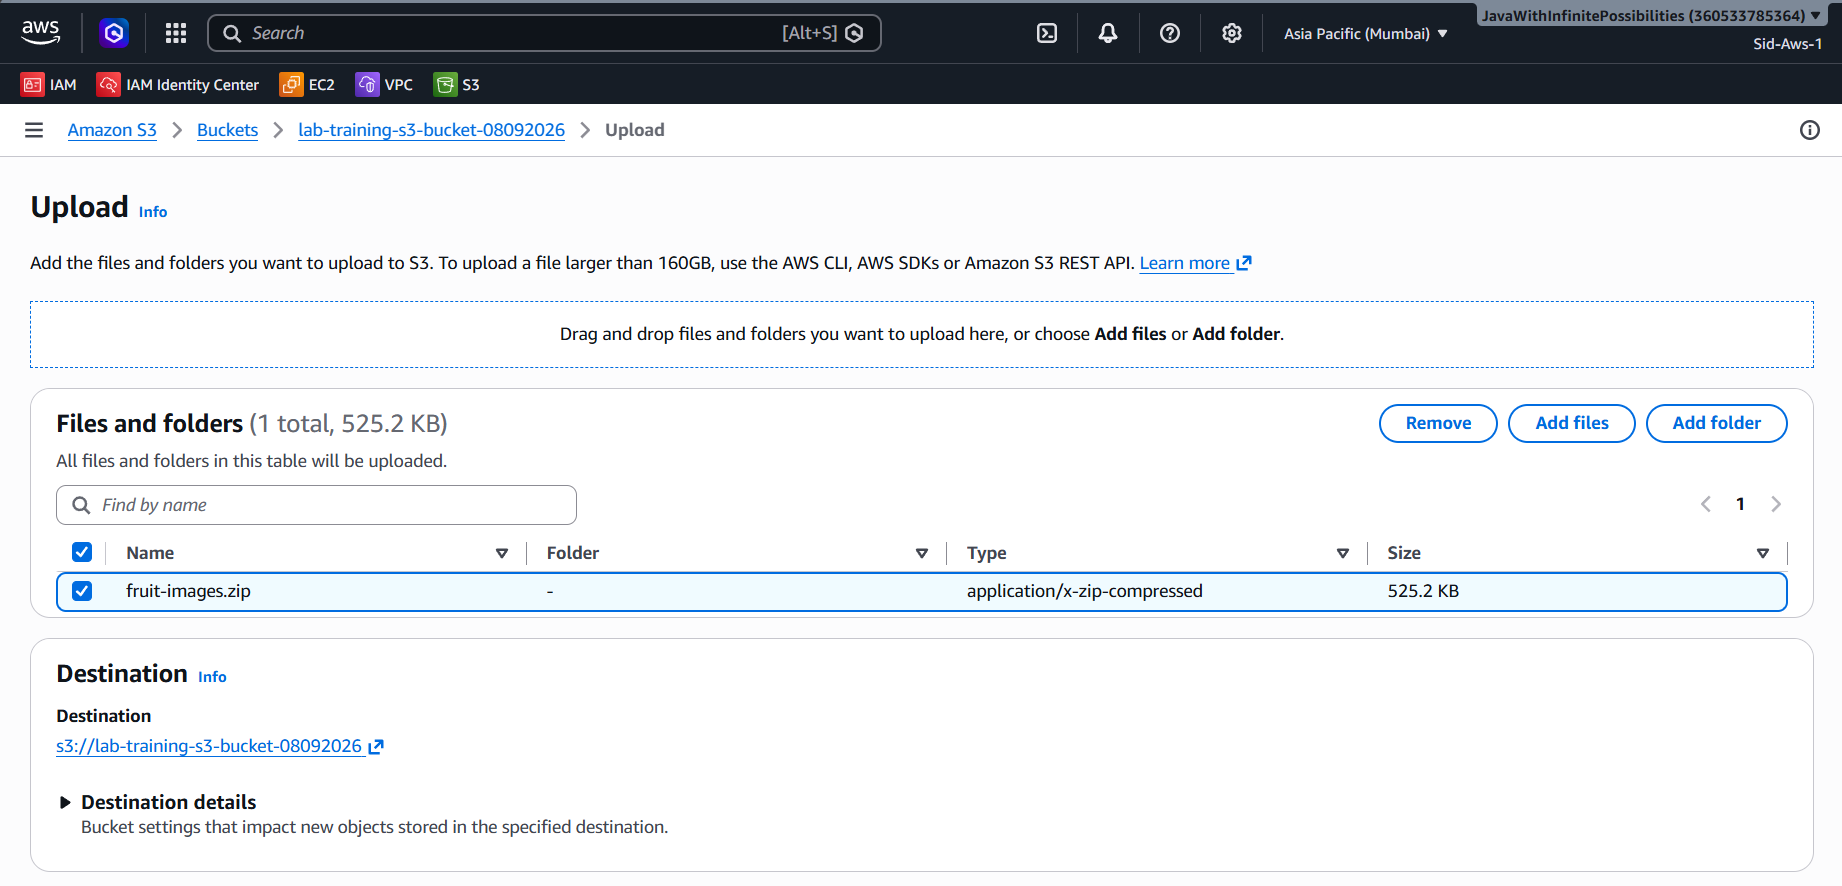 aws
Search
[Alt+S]
Asia Pacific (Mumbai)
JavaWithInfinitePossibilities (360533785364)
Sid-Aws-1
IAM
IAM Identity Center
EC2
VPC
S3
Amazon S3 > Buckets > lab-training-s3-bucket-08092026 > Upload
Upload Info
Add the files and folders you want to upload to S3. To upload a file larger than 160GB, use the AWS CLI, AWS SDKs or Amazon S3 REST API. Learn more
Drag and drop files and folders you want to upload here, or choose Add files or Add folder.
Files and folders (1 total, 525.2 KB)
Remove
Add files
Add folder
All files and folders in this table will be uploaded.
Find by name
1
Name Folder Type Size
fruit-images.zip - application/x-zip-compressed 525.2 KB
Destination Info
Destination
s3://lab-training-s3-bucket-08092026
Destination details
Bucket settings that impact new objects stored in the specified destination.